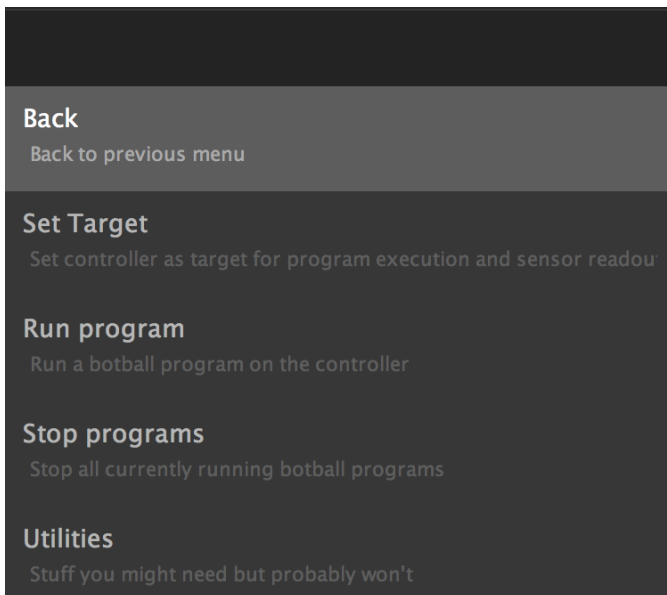 Back
Back to previous menu
Set Target
Set controller as target for program execution and sensor readou
Run program
Run a botball program on the controller
Stop programs
Stop all currently running botball programs
Utilities
Stuff you might need but probably won't